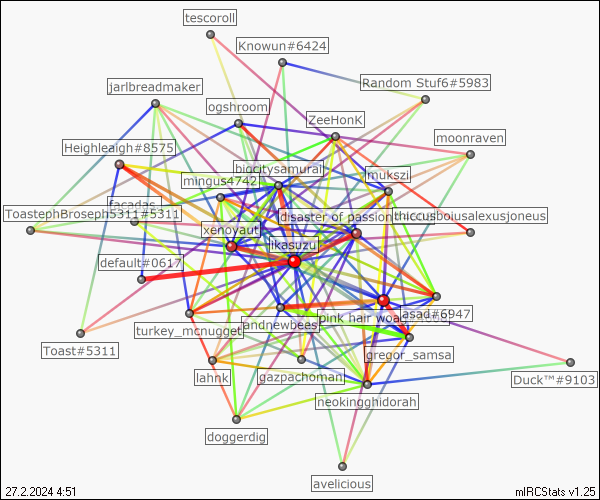 tescoroll
Knowun#6424
Random Stuf6#5983
jarlbreadmaker
ogshroom
ZeeHonK
moonraven
Heighleaigh#8575
bigcitysamurai
mingus4742
mukszi
facadas
ToastephBroseph5311#5311
disaster of passion
thiccusboiusalexusjoneus
xenoyaut
ikasuzu
default#0617
pink hair woa
asad#6947
turkey_mcnugget
andnewbees
gregor_samsa
Toast#5311
lahnk
gazpachoman
Duck™#9103
neokingghidorah
doggerdig
avelicious
27.2.2024 4:51
mIRCStats v1.25